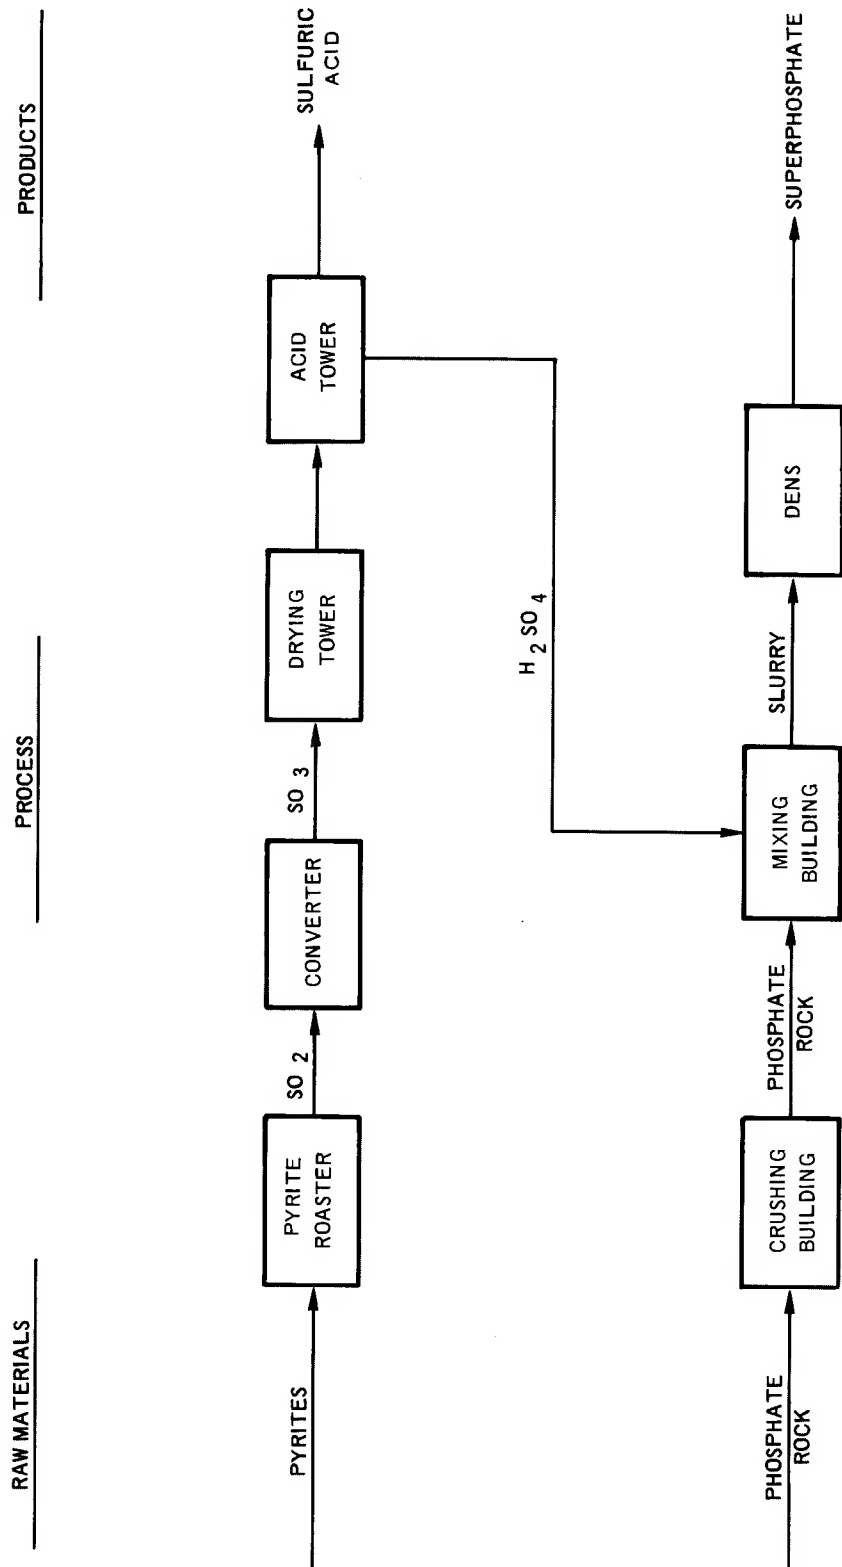 RAW MATERIALS
PROCESS
PRODUCTS
PYRITES
PYRITE
ROASTER
SO 2
CONVERTER
SO 3
DRYING
TOWER
ACID
TOWER
SULFURIC
ACID
H 2 SO 4
PHOSPHATE
ROCK
CRUSHING
BUILDING
PHOSPHATE
ROCK
MIXING
BUILDING
SLURRY
DENS
SUPERPHOSPHATE